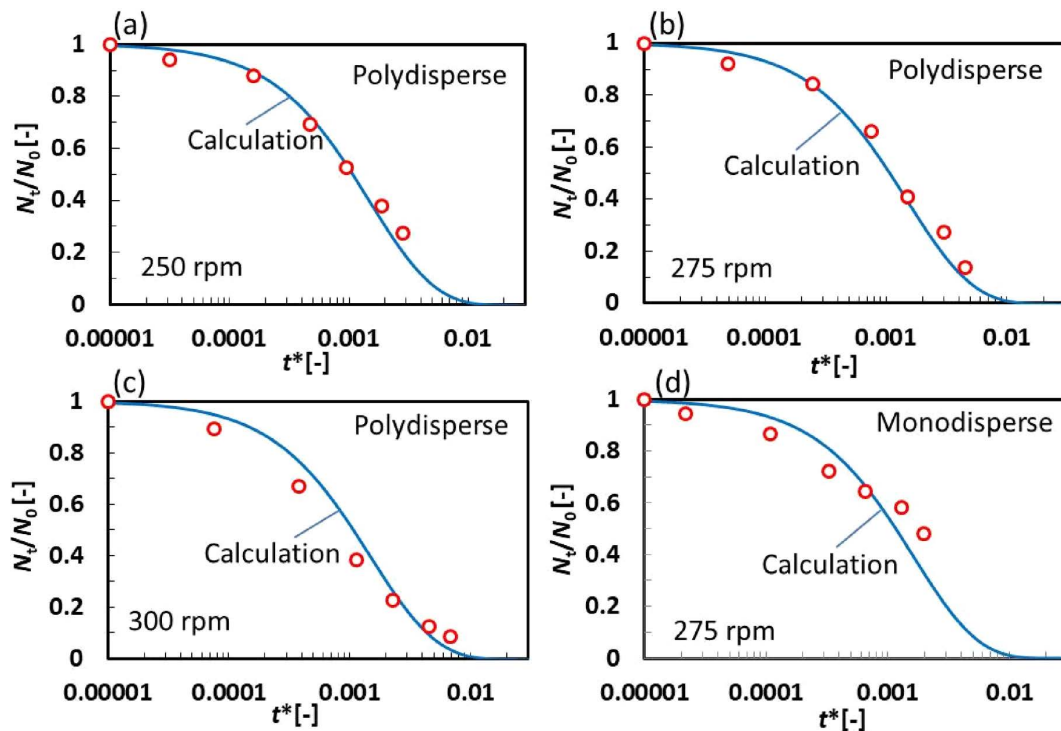 (a)
1
0.8
0.6
0.4
0.2
0
Nt/N0[-]
Polydisperse
Calculation
250 rpm
0.00001 0.0001 0.001 0.01
t*[-]
(b)
1
0.8
0.6
0.4
0.2
0
Nt/N0[-]
Polydisperse
Calculation
275 rpm
0.00001 0.0001 0.001 0.01
t*[-]
(c)
1
0.8
0.6
0.4
0.2
0
Nt/N0[-]
Polydisperse
Calculation
300 rpm
0.00001 0.0001 0.001 0.01
t*[-]
(d)
1
0.8
0.6
0.4
0.2
0
Nt/N0[-]
Monodisperse
Calculation
275 rpm
0.00001 0.0001 0.001 0.01
t*[-]